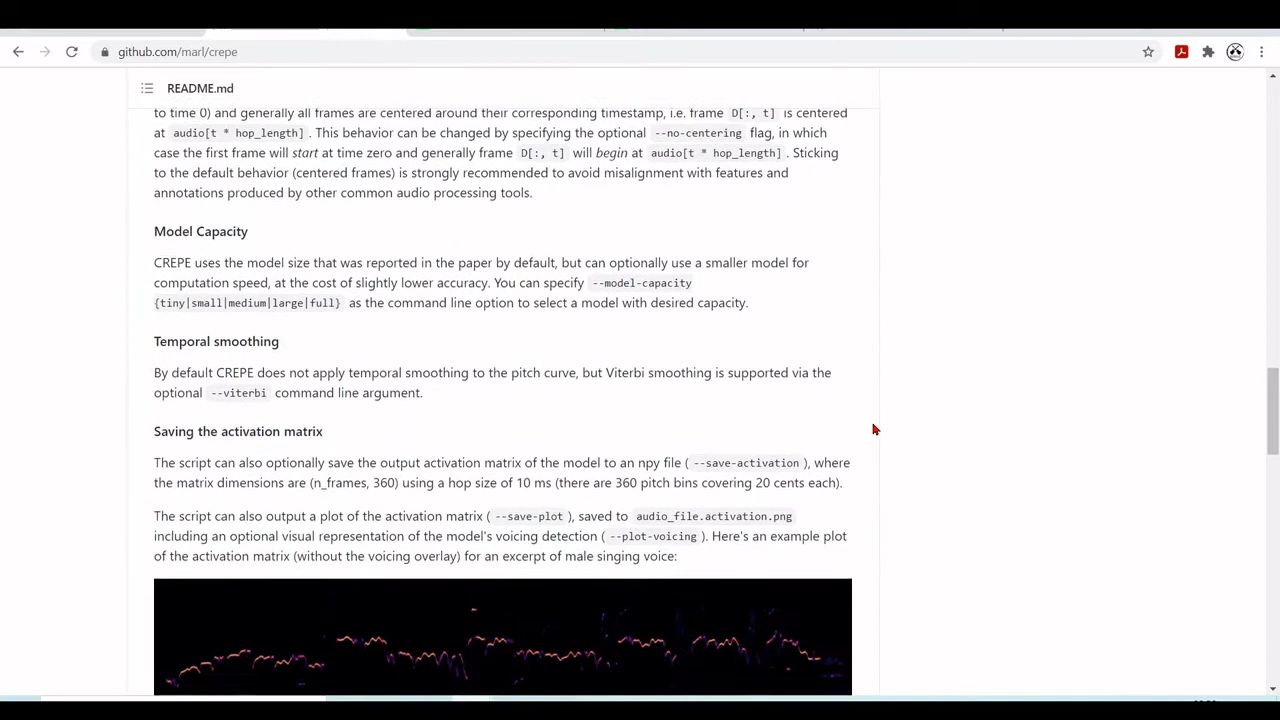 github.com/marl/crepe
README.md
to time 0) and generally all frames are centered around their corresponding timestamp, i.e. frame D[:, t] is centered
at audio[t * hop_length] . This behavior can be changed by specifying the optional --no-centering flag, in which
case the first frame will start at time zero and generally frame D[:, t] will begin at audio[t * hop_length] . Sticking
to the default behavior (centered frames) is strongly recommended to avoid misalignment with features and
annotations produced by other common audio processing tools.
Model Capacity
CREPE uses the model size that was reported in the paper by default, but can optionally use a smaller model for
computation speed, at the cost of slightly lower accuracy. You can specify --model-capacity
{tiny|small|medium|large|full} as the command line option to select a model with desired capacity.
Temporal smoothing
By default CREPE does not apply temporal smoothing to the pitch curve, but Viterbi smoothing is supported via the
optional --viterbi command line argument.
Saving the activation matrix
The script can also optionally save the output activation matrix of the model to an npy file ( --save-activation ), where
the matrix dimensions are (n_frames, 360) using a hop size of 10 ms (there are 360 pitch bins covering 20 cents each).
The script can also output a plot of the activation matrix ( --save-plot ), saved to audio_file.activation.png
including an optional visual representation of the model's voicing detection ( --plot-voicing ). Here's an example plot
of the activation matrix (without the voicing overlay) for an excerpt of male singing voice: